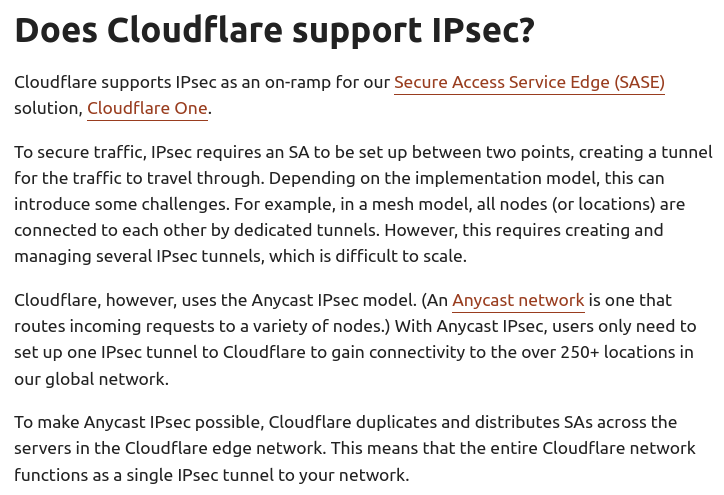 Does Cloudflare support IPsec?
Cloudflare supports IPsec as an on-ramp for our Secure Access Service Edge (SASE)
solution, Cloudflare One.
To secure traffic, IPsec requires an SA to be set up between two points, creating a tunnel
for the traffic to travel through. Depending on the implementation model, this can
introduce some challenges. For example, in a mesh model, all nodes (or locations) are
connected to each other by dedicated tunnels. However, this requires creating and
managing several IPsec tunnels, which is difficult to scale.
Cloudflare, however, uses the Anycast IPsec model. (An Anycast network is one that
routes incoming requests to a variety of nodes.) With Anycast IPsec, users only need to
set up one IPsec tunnel to Cloudflare to gain connectivity to the over 250+ locations in
our global network.
To make Anycast IPsec possible, Cloudflare duplicates and distributes SAs across the
servers in the Cloudflare edge network. This means that the entire Cloudflare network
functions as a single IPsec tunnel to your network.